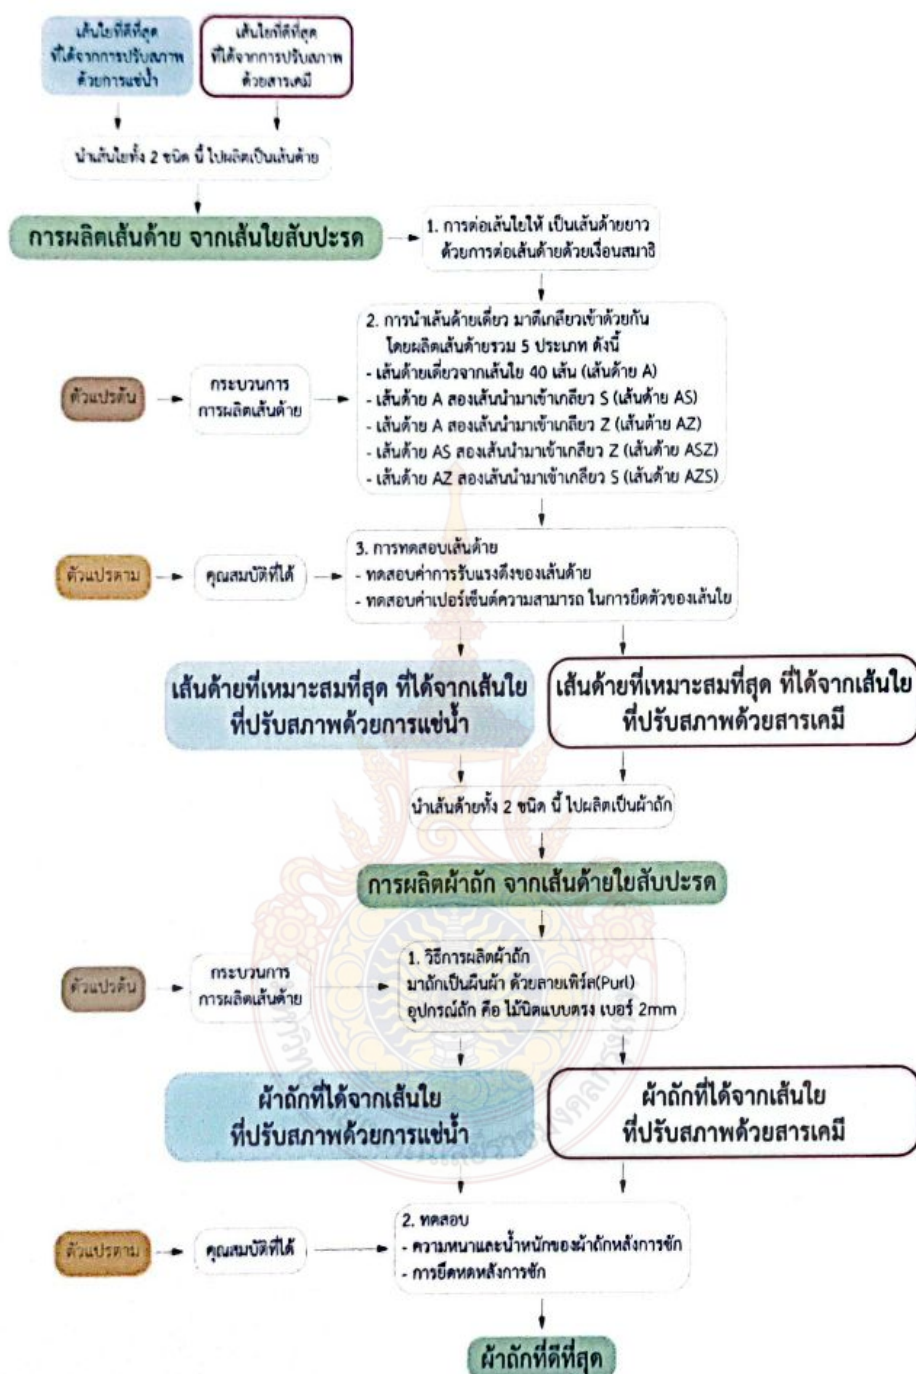 เส้นใยที่ดีที่สุด
ที่ได้จากการปรับสภาพ
ด้วยการแช่น้ำ
เส้นใยที่ดีที่สุด
ที่ได้จากการปรับสภาพ
ด้วยสารเคมี
นำเส้นใยทั้ง 2 ชนิด นี้ ไปผลิตเป็นเส้นด้าย
การผลิตเส้นด้าย จากเส้นใยสับปะรด
1. การต่อเส้นใยให้ เป็นเส้นด้ายยาว
ด้วยการต่อเส้นด้ายด้วยเงื่อนสมาธิ
ตัวแปรต้น
กระบวนการ
การผลิตเส้นด้าย
2. การนำเส้นด้ายเดี่ยว มาตีเกลียวเข้าด้วยกัน
โดยผลิตเส้นด้ายรวม 5 ประเภท ดังนี้
- เส้นด้ายเดี่ยวจากเส้นใย 40 เส้น (เส้นด้าย A)
- เส้นด้าย A สองเส้นนำมาเข้าเกลียว S (เส้นด้าย AS)
- เส้นด้าย A สองเส้นนำมาเข้าเกลียว Z (เส้นด้าย AZ)
- เส้นด้าย AS สองเส้นนำมาเข้าเกลียว Z (เส้นด้าย ASZ)
- เส้นด้าย AZ สองเส้นนำมาเข้าเกลียว S (เส้นด้าย AZS)
ตัวแปรตาม
คุณสมบัติที่ได้
3. การทดสอบเส้นด้าย
- ทดสอบค่าการรับแรงดึงของเส้นด้าย
- ทดสอบค่าเปอร์เซ็นต์ความสามารถ ในการยืดตัวของเส้นใย
เส้นด้ายที่เหมาะสมที่สุด ที่ได้จากเส้นใย
ที่ปรับสภาพด้วยการแช่น้ำ
เส้นด้ายที่เหมาะสมที่สุด ที่ได้จากเส้นใย
ที่ปรับสภาพด้วยสารเคมี
นำเส้นด้ายทั้ง 2 ชนิด นี้ ไปผลิตเป็นผ้าถัก
การผลิตผ้าถัก จากเส้นด้ายใยสับปะรด
ตัวแปรต้น
กระบวนการ
การผลิตเส้นด้าย
1. วิธีการผลิตผ้าถัก
มาถักเป็นผืนผ้า ด้วยลายเพิร์ล(Purl)
อุปกรณ์ถัก คือ ไม้นิตแบบตรง เบอร์ 2mm
ผ้าถักที่ได้จากเส้นใย
ที่ปรับสภาพด้วยการแช่น้ำ
ผ้าถักที่ได้จากเส้นใย
ที่ปรับสภาพด้วยสารเคมี
ตัวแปรตาม
คุณสมบัติที่ได้
2. ทดสอบ
- ความหนาและน้ำหนักของผ้าถักหลังการซัก
- การยืดหดหลังการซัก
ผ้าถักที่ดีที่สุด